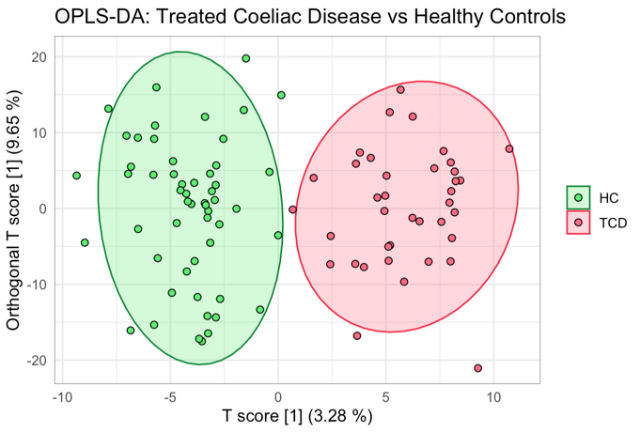 OPLS-DA: Treated Coeliac Disease vs Healthy Controls
20
10
0
-10
-20
Orthogonal T score [1] (9.65 %)
-10
-5
0
5
10
T score [1] (3.28 %)
HC
TCD